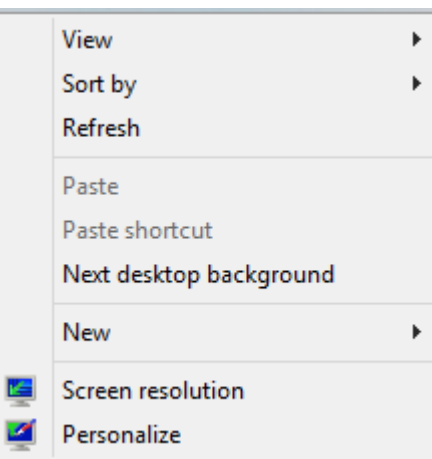 View
Sort by
Refresh
Paste
Paste shortcut
Next desktop background
New
Screen resolution
Personalize